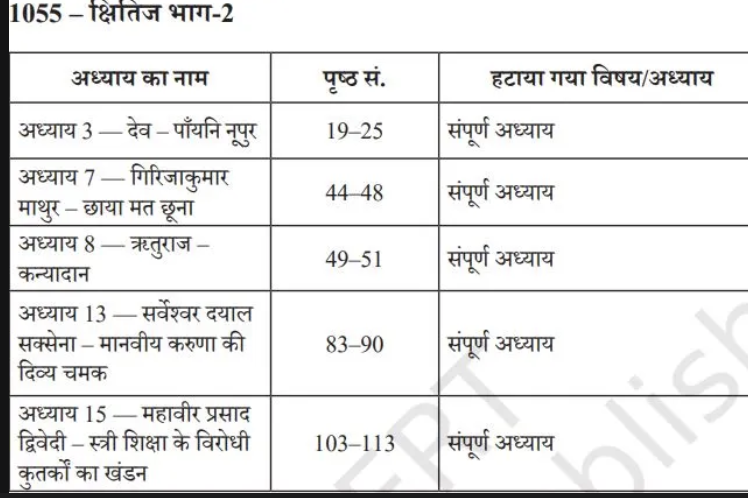 1055 – क्षितिज भाग-2
अध्याय का नाम पृष्ठ सं. हटाया गया विषय/अध्याय
अध्याय 3 — देव – पाँयनि नूपुर 19–25 संपूर्ण अध्याय
अध्याय 7 — गिरिजाकुमार
माथुर – छाया मत छूना
44–48 संपूर्ण अध्याय
अध्याय 8 — ऋतुराज –
कन्यादान
49–51 संपूर्ण अध्याय
अध्याय 13 — सर्वेश्वर दयाल
सक्सेना – मानवीय करुणा की
दिव्य चमक
83–90 संपूर्ण अध्याय
अध्याय 15 — महावीर प्रसाद
द्विवेदी – स्त्री शिक्षा के विरोधी
कुतर्कों का खंडन
103–113 संपूर्ण अध्याय